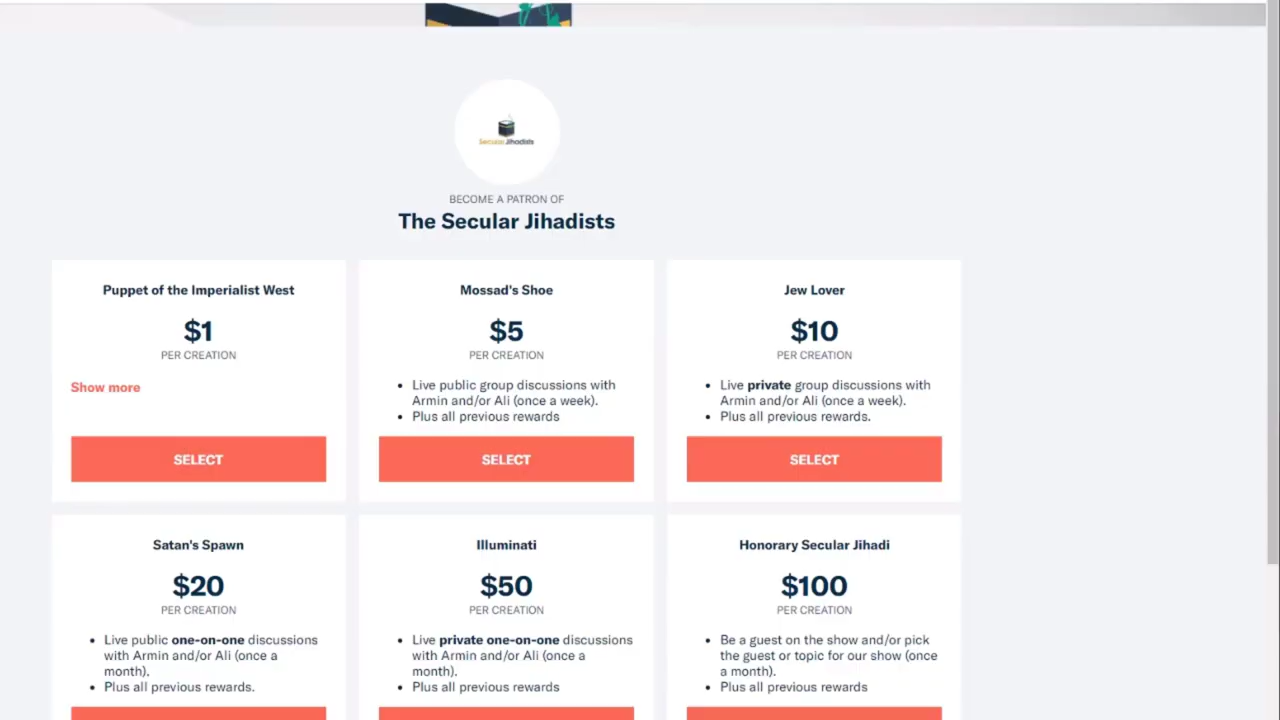 Secular Jihadists
BECOME A PATRON OF
The Secular Jihadists
Puppet of the Imperialist West
$1
PER CREATION
Show more
SELECT
Mossad's Shoe
$5
PER CREATION
• Live public group discussions with
Armin and/or Ali (once a week).
• Plus all previous rewards
SELECT
Jew Lover
$10
PER CREATION
• Live private group discussions with
Armin and/or Ali (once a week).
• Plus all previous rewards.
SELECT
Satan's Spawn
$20
PER CREATION
• Live public one-on-one discussions
with Armin and/or Ali (once a
month).
• Plus all previous rewards.
Illuminati
$50
PER CREATION
• Live private one-on-one discussions
with Armin and/or Ali (once a
month).
• Plus all previous rewards
Honorary Secular Jihadi
$100
PER CREATION
• Be a guest on the show and/or pick
the guest or topic for our show (once
a month).
• Plus all previous rewards